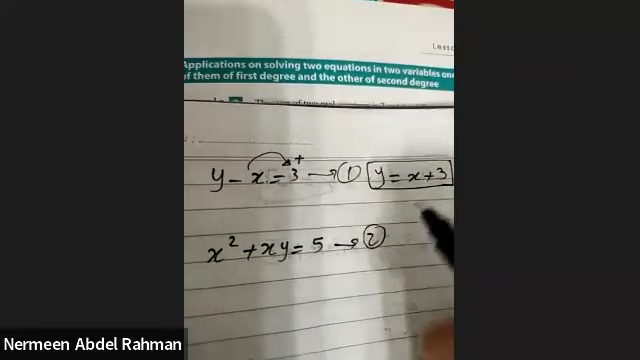 Lesso
Applications on solving two equations in two variables one
of them of first degree and the other of second degree
y - x = 3 → ① y = x + 3
+
x² + xy = 5 → ②
Nermeen Abdel Rahman